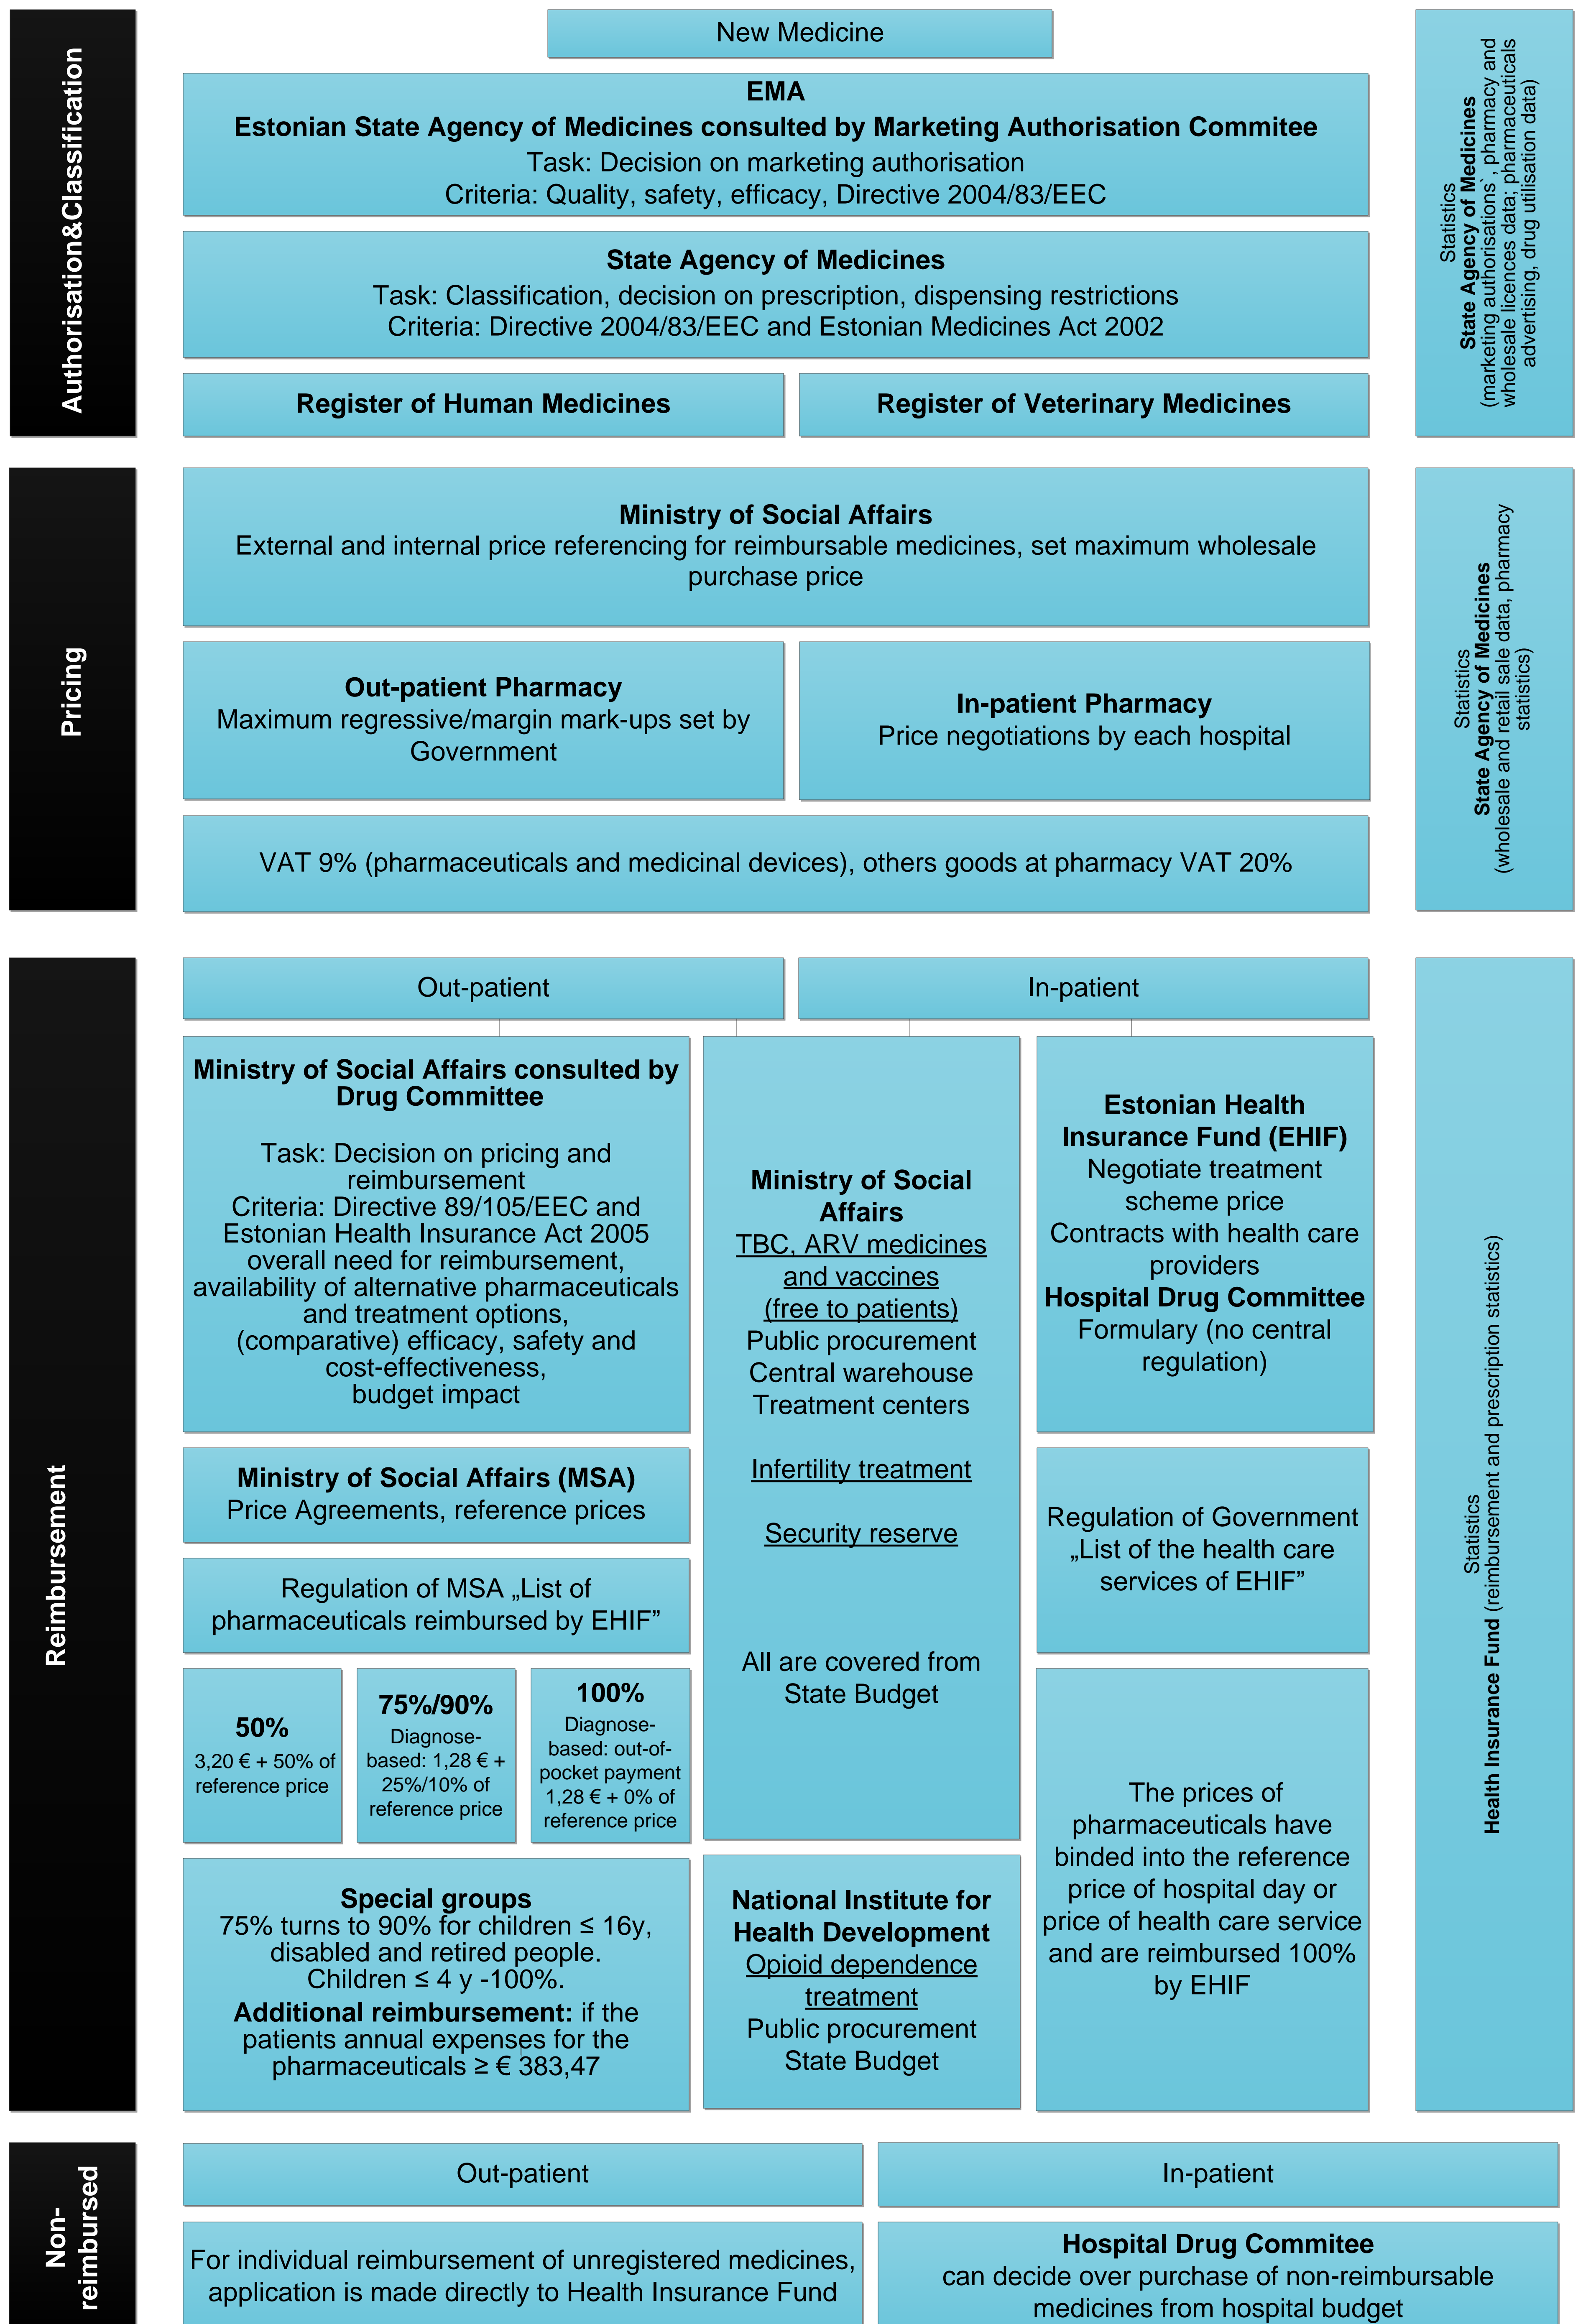 Authorisation&Classification
New Medicine
EMA
Estonian State Agency of Medicines consulted by Marketing Authorisation Commitee
Task: Decision on marketing authorisation
Criteria: Quality, safety, efficacy, Directive 2004/83/EEC
State Agency of Medicines
Task: Classification, decision on prescription, dispensing restrictions
Criteria: Directive 2004/83/EEC and Estonian Medicines Act 2002
Register of Human Medicines
Register of Veterinary Medicines
Statistics
State Agency of Medicines
(marketing authorisations`, pharmacy and
wholesale licences data; pharmaceuticals
advertising, drug utilisation data)
Pricing
Ministry of Social Affairs
External and internal price referencing for reimbursable medicines, set maximum wholesale
purchase price
Out-patient Pharmacy
Maximum regressive/margin mark-ups set by
Government
In-patient Pharmacy
Price negotiations by each hospital
VAT 9% (pharmaceuticals and medicinal devices), others goods at pharmacy VAT 20%
Statistics
State Agency of Medicines
(wholesale and retail sale data, pharmacy
statistics)
Reimbursement
Out-patient
In-patient
Ministry of Social Affairs consulted by
Drug Committee
Task: Decision on pricing and
reimbursement
Criteria: Directive 89/105/EEC and
Estonian Health Insurance Act 2005
overall need for reimbursement,
availability of alternative pharmaceuticals
and treatment options,
(comparative) efficacy, safety and
cost-effectiveness,
budget impact
Ministry of Social Affairs (MSA)
Price Agreements, reference prices
Regulation of MSA „List of
pharmaceuticals reimbursed by EHIF”
50%
3,20 € + 50% of
reference price
75%/90%
Diagnose-
based: 1,28 € +
25%/10% of
reference price
100%
Diagnose-
based: out-of-
pocket payment
1,28 € + 0% of
reference price
Special groups
75% turns to 90% for children ≤ 16y,
disabled and retired people.
Children ≤ 4 y -100%.
Additional reimbursement: if the
patients annual expenses for the
pharmaceuticals ≥ € 383,47
Ministry of Social
Affairs
TBC, ARV medicines
and vaccines
(free to patients)
Public procurement
Central warehouse
Treatment centers
Infertility treatment
Security reserve
All are covered from
State Budget
National Institute for
Health Development
Opioid dependence
treatment
Public procurement
State Budget
Estonian Health
Insurance Fund (EHIF)
Negotiate treatment
scheme price
Contracts with health care
providers
Hospital Drug Committee
Formulary (no central
regulation)
Regulation of Government
„List of the health care
services of EHIF”
The prices of
pharmaceuticals have
binded into the reference
price of hospital day or
price of health care service
and are reimbursed 100%
by EHIF
Statistics
Health Insurance Fund (reimbursement and prescription statistics)
Non-
reimbursed
Out-patient
In-patient
For individual reimbursement of unregistered medicines,
application is made directly to Health Insurance Fund
Hospital Drug Commitee
can decide over purchase of non-reimbursable
medicines from hospital budget